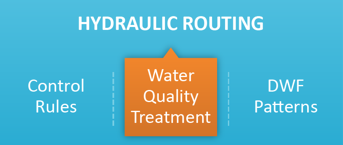 HYDRAULIC ROUTING
Control
Rules
Water
Quality
Treatment
DWF
Patterns